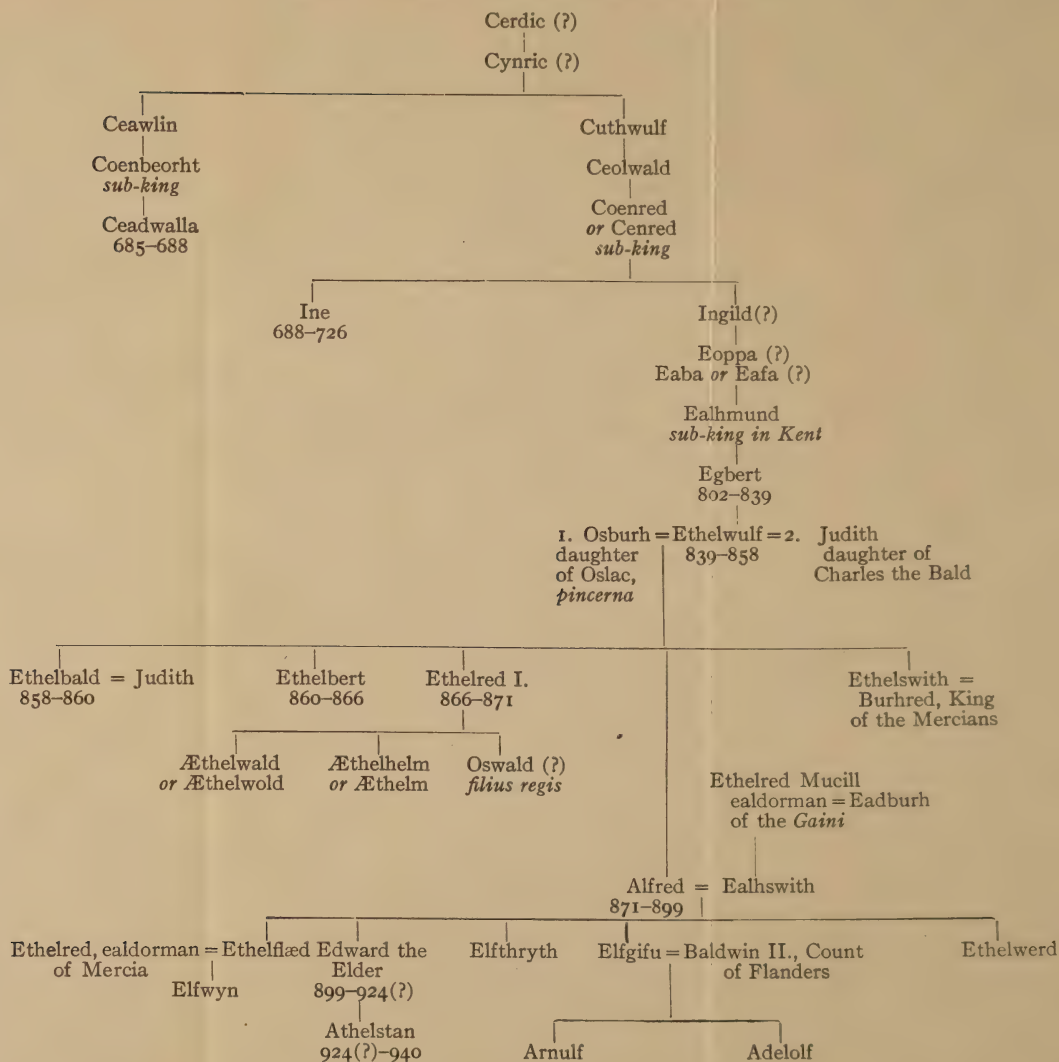 Cerdic (?)
Cynric (?)
Ceawlin
Cuthwulf
Coenbeorht
sub-king
Ceolwald
Ceadwalla
685–688
Coenred
or Cenred
sub-king
Ine
688–726
Ingild(?)
Eoppa (?)
Eaba or Eafa (?)
Ealhmund
sub-king in Kent
Egbert
802–839
1. Osburh = Ethelwulf = 2. Judith
daughter 839–858 daughter of
of Oslac, Charles the Bald
pincerna
Ethelbald = Judith
858–860
Ethelbert
860–866
Ethelred I.
866–871
Ethelswith =
Burhred, King
of the Mercians
Æthelwald
or Æthelwold
Æthelhelm
or Æthelm
Oswald (?)
filius regis
Ethelred Mucill
ealdorman = Eadburh
of the Gaini
Alfred = Ealhswith
871–899
Ethelred, ealdorman = Ethelflæd
of Mercia
Elfwyn
Edward the
Elder
899–924(?)
Athelstan
924(?)–940
Elfthryth
Elfgifu = Baldwin II., Count
of Flanders
Ethelwerd
Arnulf
Adelolf